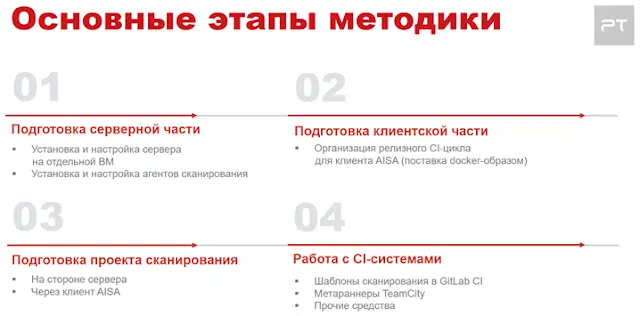 Основные этапы методики
PT
01
Подготовка серверной части
Установка и настройка сервера
на отдельной ВМ
Установка и настройка агентов сканирования
02
Подготовка клиентской части
Организация релизного CI-цикла
для клиента AISA (поставка docker-образом)
03
Подготовка проекта сканирования
На стороне сервера
Через клиент AISA
04
Работа с CI-системами
Шаблоны сканирования в GitLab CI
Метараннеры TeamCity
Прочие средства